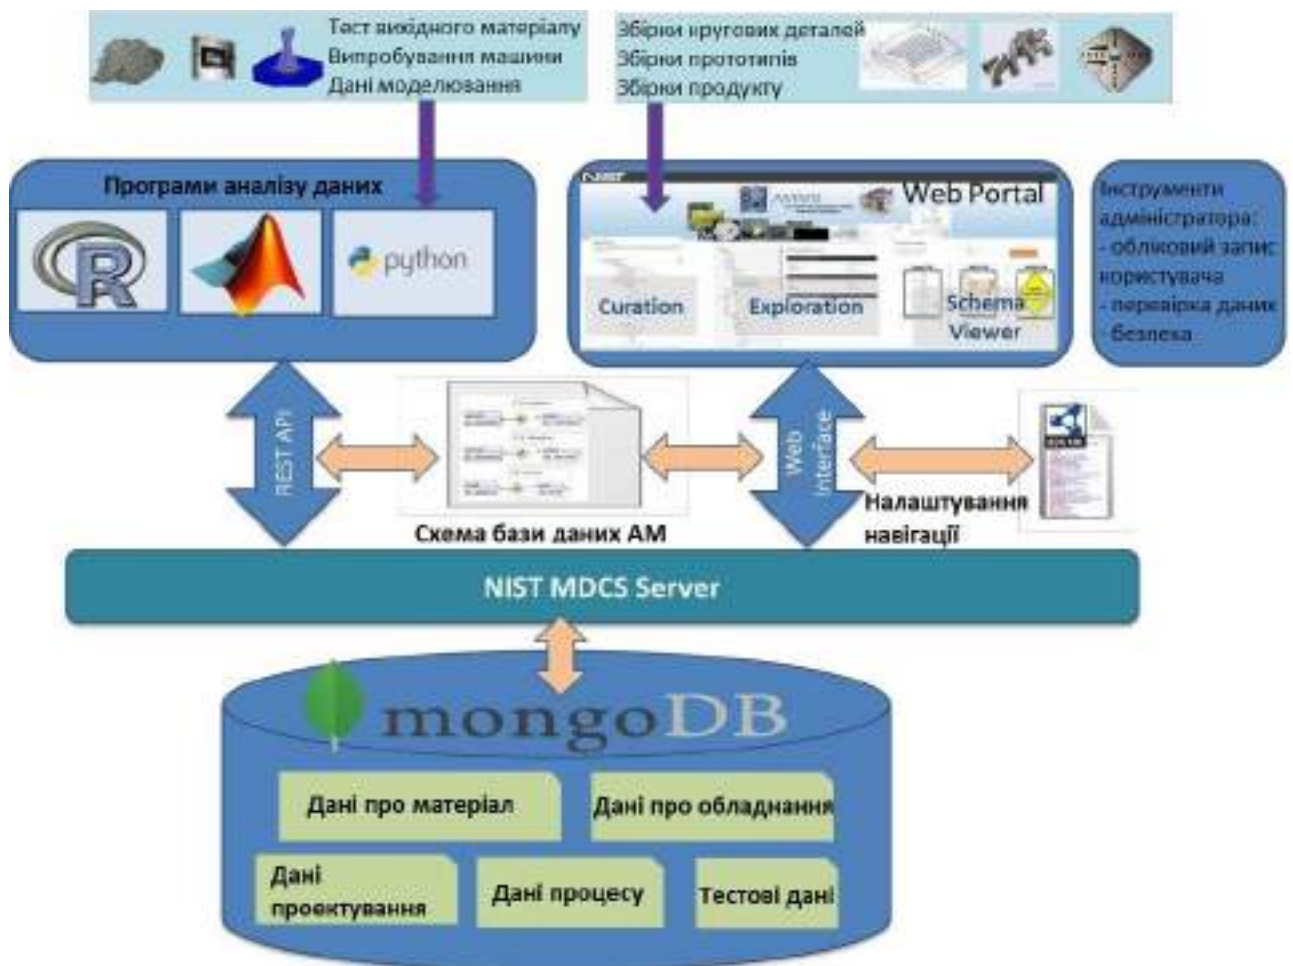 Тест вихідного матеріалу
Випробування машини
Дані моделювання
Збірки кругових деталей
Збірки прототипів
Збірки продукту
Програми аналізу даних
R
python
NIST
Web Portal
Curation
Exploration
Schema
Viewer
Інструменти
адміністратора:
- обліковий запис
користувача
- перевірка даних
- безпека
REST API
Web
Interface
Схема бази даних АМ
Налаштування
навігації
NIST MDCS Server
mongoDB
Дані про матеріал
Дані про обладнання
Дані
проектування
Дані процесу
Тестові дані